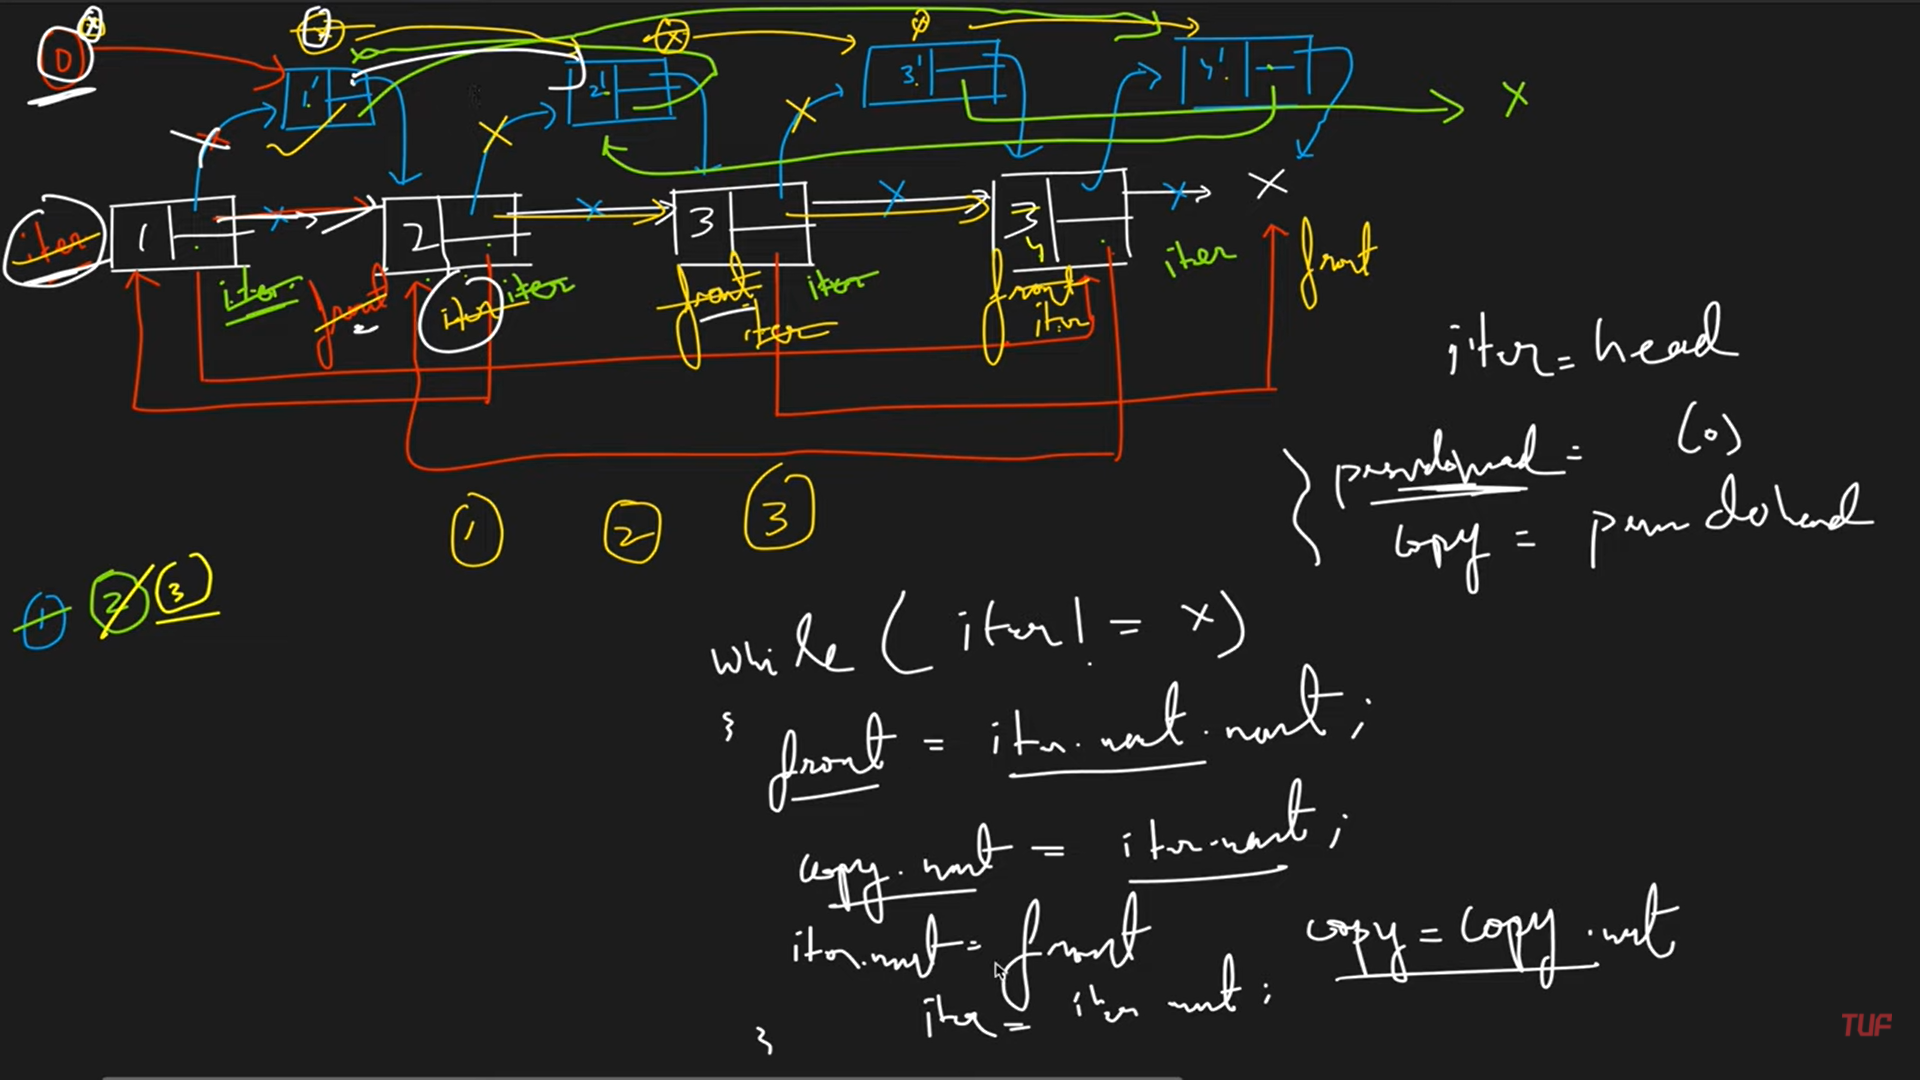 0 x
1' 2' 3' 4' X
iter 1 2 3 3 X
4
iter front iter iter front iter iter front iter iter front
iter = head
pseudohead = (0)
copy = pseudohead
1 2 3
1 2 3
while ( iter != x )
{
front = iter.next.next;
copy.next = iter.next;
iter.next = front
copy = copy.next
iter = iter next;
}
TUF